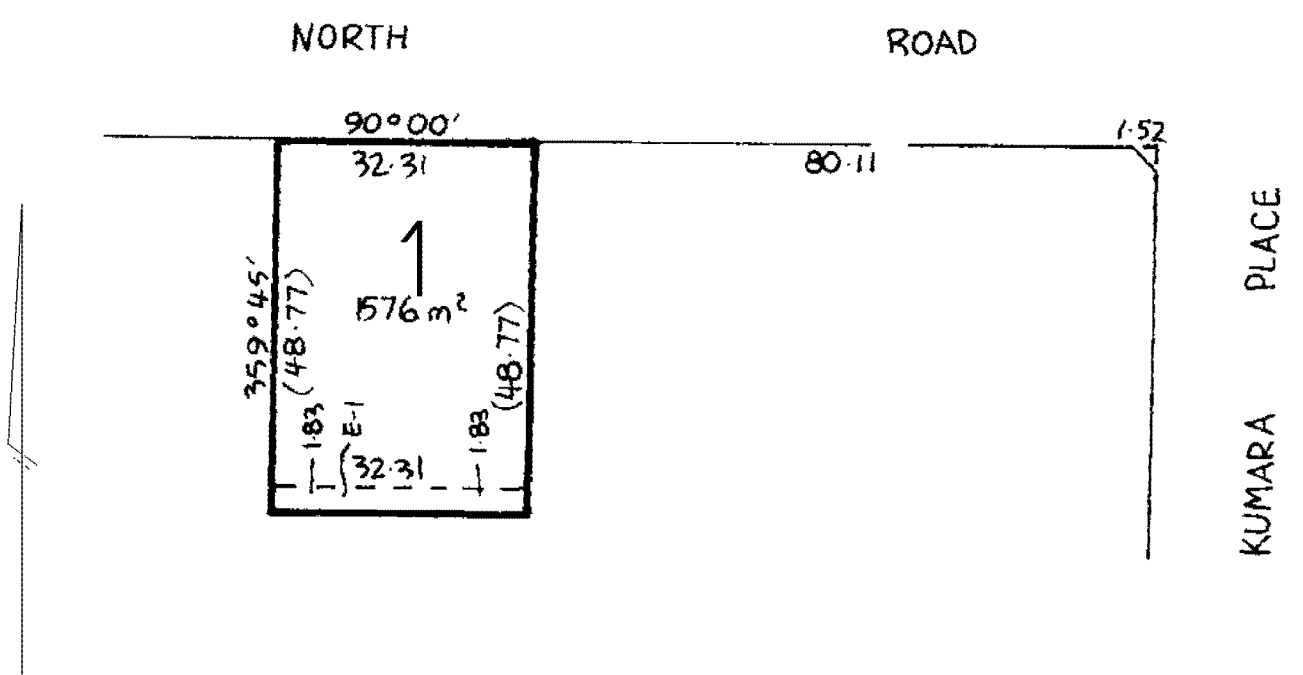 NORTH ROAD
90°00'
1.52
32.31
80.11
1
1576 m²
359°45'
(48.77)
(48.77)
1.83
E-1
1.83
32.31
PLACE
KUMARA